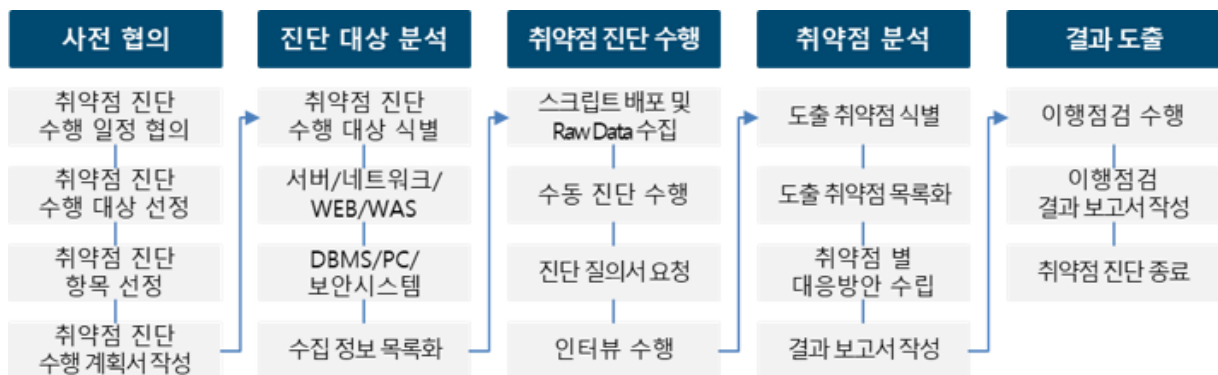 사전 협의
취약점 진단
수행 일정 협의
취약점 진단
수행 대상 선정
취약점 진단
항목 선정
취약점 진단
수행 계획서 작성
진단 대상 분석
취약점 진단
수행 대상 식별
서버/네트워크/
WEB/WAS
DBMS/PC/
보안시스템
수집 정보 목록화
취약점 진단 수행
스크립트 배포 및
Raw Data 수집
수동 진단 수행
진단 질의서 요청
인터뷰 수행
취약점 분석
도출 취약점 식별
도출 취약점 목록화
취약점 별
대응방안 수립
결과 보고서 작성
결과 도출
이행점검 수행
이행점검
결과 보고서 작성
취약점 진단 종료